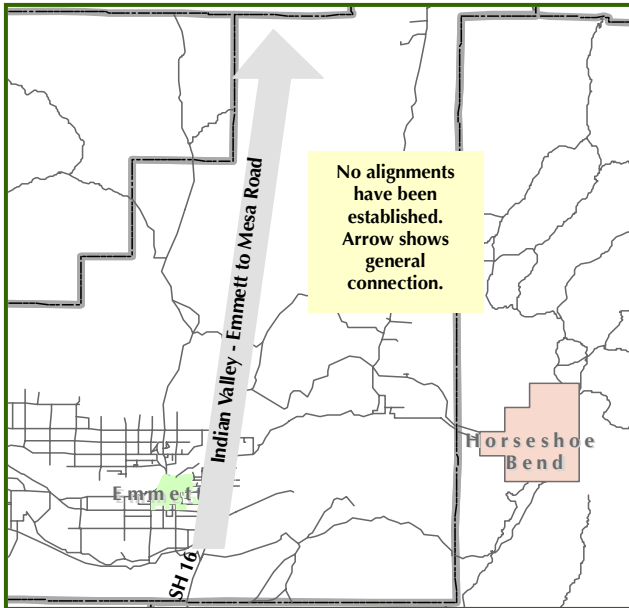 No alignments
have been
established.
Arrow shows
general
connection.
Indian Valley - Emmett to Mesa Road
Horseshoe
Bend
Emmett
SH 16